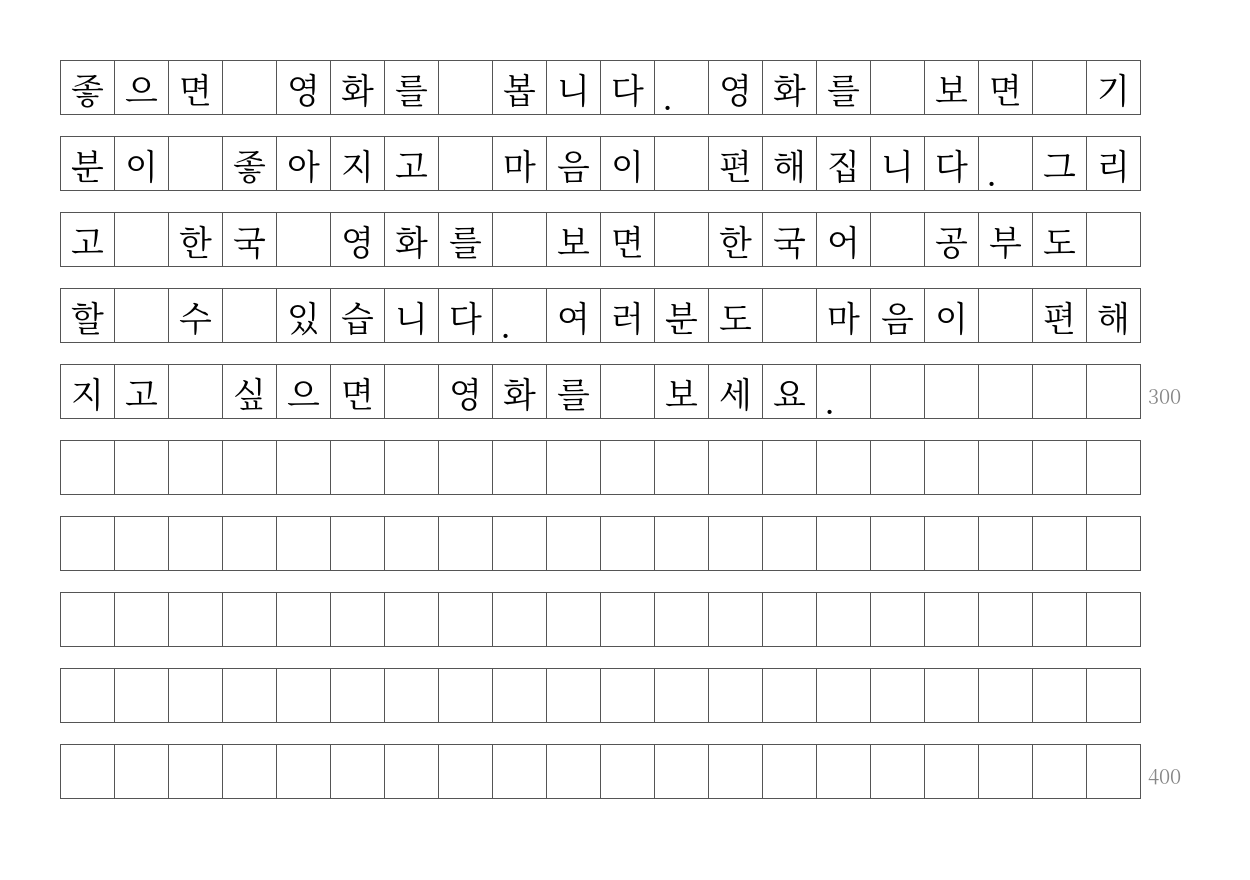 좋으면 영화를 봅니다. 영화를 보면 기
분이 좋아지고 마음이 편해집니다. 그리
고 한국 영화를 보면 한국어 공부도
할 수 있습니다. 여러분도 마음이 편해
지고 싶으면 영화를 보세요. 300
400